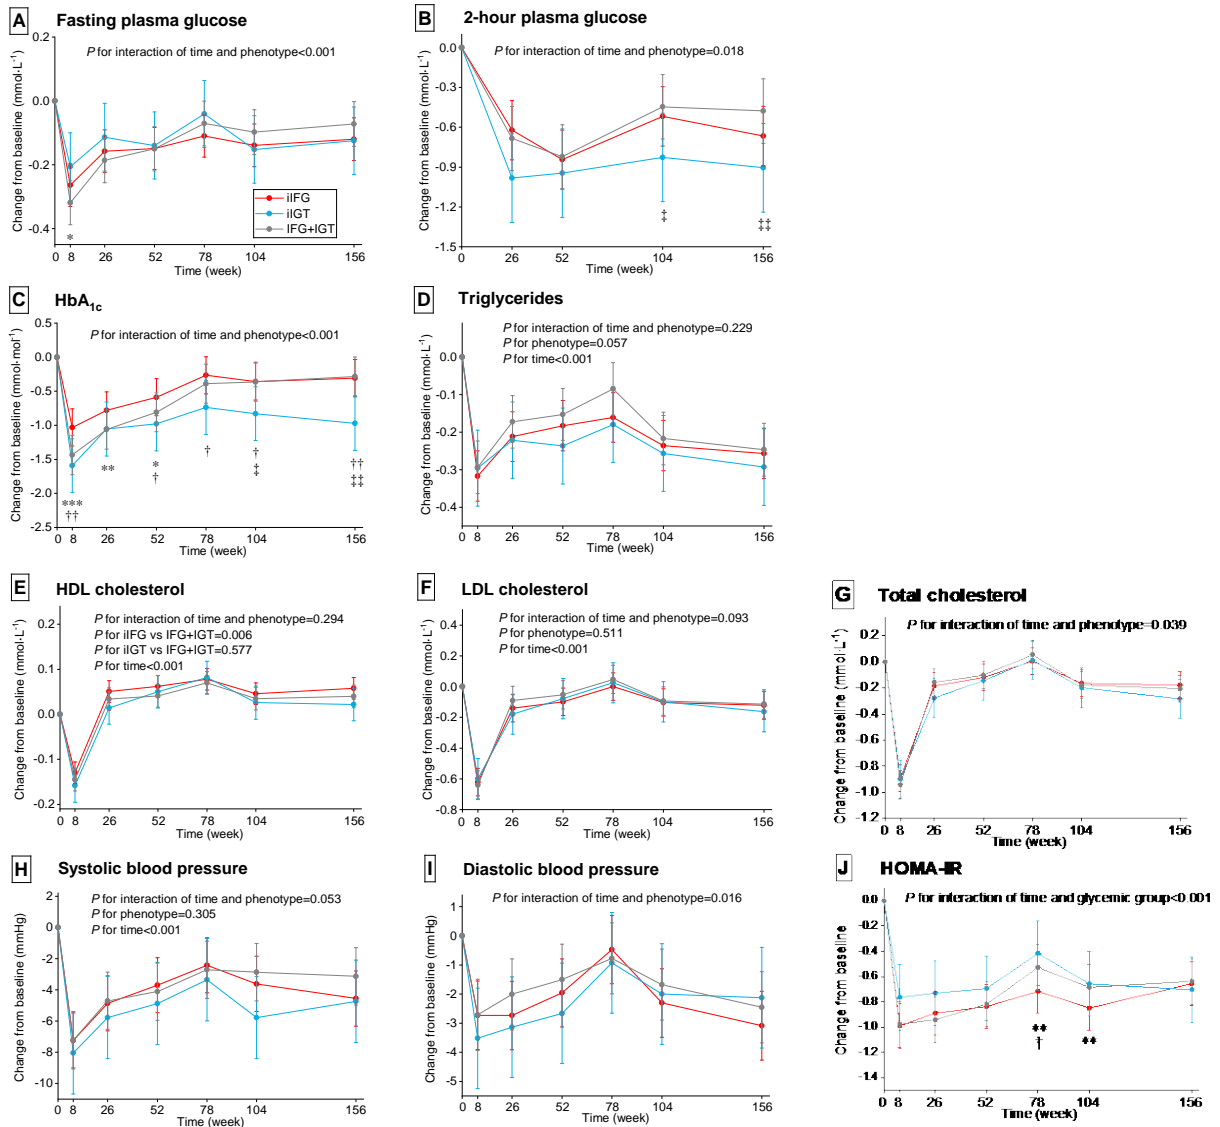 A Fasting plasma glucose
P for interaction of time and phenotype<0.001
Change from baseline (mmol·L⁻¹)
0.2
0.0
-0.2
-0.4
*
iIFG
iIGT
IFG+IGT
0 8 26 52 78 104 156
Time (week)
B 2-hour plasma glucose
P for interaction of time and phenotype=0.018
Change from baseline (mmol·L⁻¹)
0.0
-0.3
-0.6
-0.9
-1.2
-1.5
‡
‡‡
‡‡
0 26 52 78 104 156
Time (week)
C HbA1c
P for interaction of time and phenotype<0.001
Change from baseline (mmol·mol⁻¹)
0.5
0.0
-0.5
-1.0
-1.5
-2.0
-2.5
***
††
**
*
†
†
†
‡
††
‡‡
‡‡
0 8 26 52 78 104 156
Time (week)
D Triglycerides
P for interaction of time and phenotype=0.229
P for phenotype=0.057
P for time<0.001
Change from baseline (mmol·L⁻¹)
0.0
-0.1
-0.2
-0.3
-0.4
0 8 26 52 78 104 156
Time (week)
E HDL cholesterol
P for interaction of time and phenotype=0.294
P for iIFG vs IFG+IGT=0.006
P for iIGT vs IFG+IGT=0.577
P for time<0.001
Change from baseline (mmol·L⁻¹)
0.2
0.1
0.0
-0.1
-0.2
0 8 26 52 78 104 156
Time (week)
F LDL cholesterol
P for interaction of time and phenotype=0.093
P for phenotype=0.511
P for time<0.001
Change from baseline (mmol·L⁻¹)
0.4
0.2
0.0
-0.2
-0.4
-0.6
-0.8
0 8 26 52 78 104 156
Time (week)
G Total cholesterol
P for interaction of time and phenotype=0.039
Change from baseline (mmol·L⁻¹)
0.2
0.0
-0.2
-0.4
-0.6
-0.8
-1.0
-1.2
0 8 26 52 78 104 156
Time (week)
H Systolic blood pressure
P for interaction of time and phenotype=0.053
P for phenotype=0.305
P for time<0.001
Change from baseline (mmHg)
2
0
-2
-4
-6
-8
-10
0 8 26 52 78 104 156
Time (week)
I Diastolic blood pressure
P for interaction of time and phenotype=0.016
Change from baseline (mmHg)
1
0
-1
-2
-3
-4
-5
0 8 26 52 78 104 156
Time (week)
J HOMA-IR
P for interaction of time and glycemic group<0.001
Change from baseline
0.0
-0.2
-0.4
-0.6
-0.8
-1.0
-1.2
-1.4
**
†
**
0 8 26 52 78 104 156
Time (week)